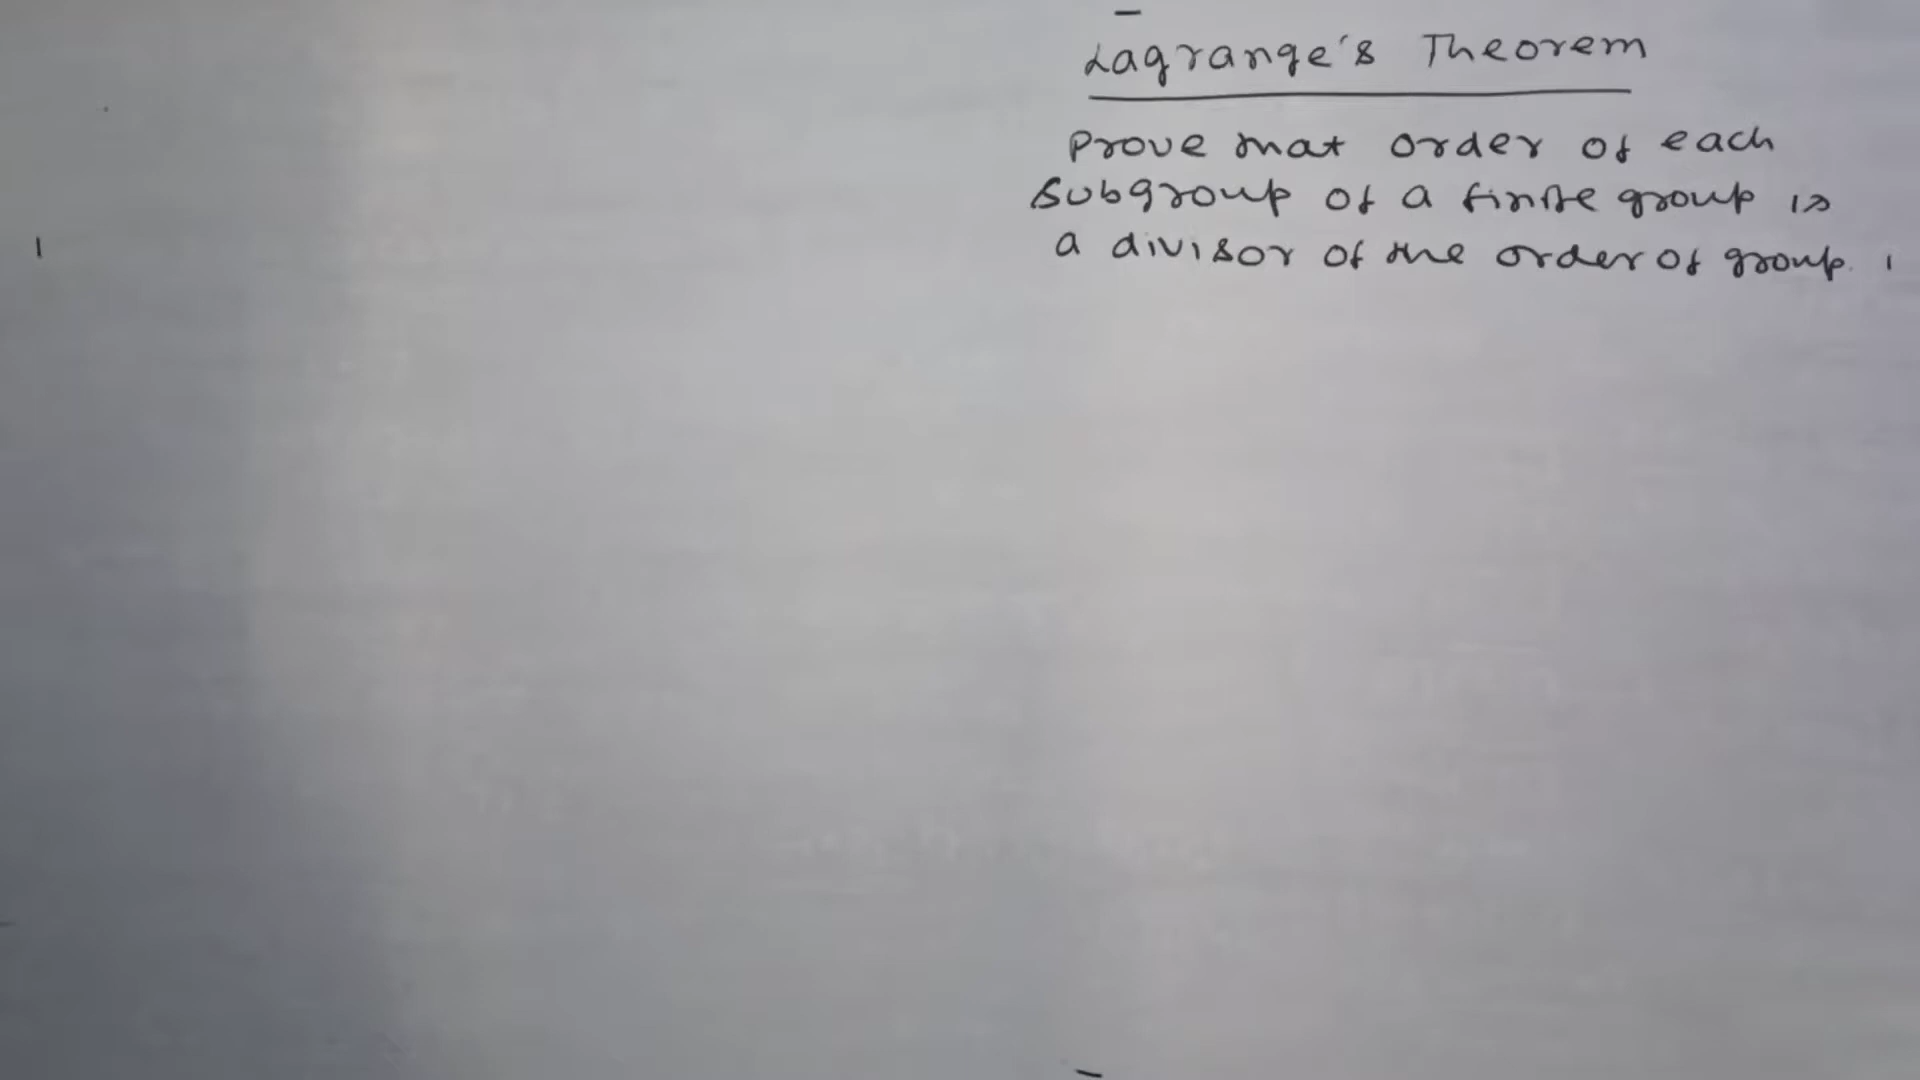 Lagrange's Theorem
Prove that order of each
subgroup of a finite group is
a divisor of the order of group.